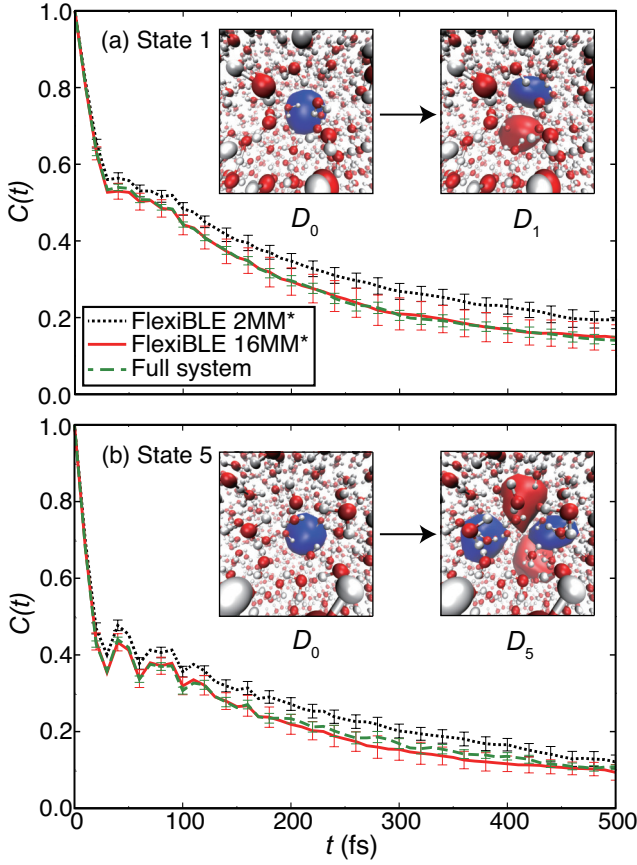 1.0
0.8
0.6
0.4
0.2
0.0
C(t)
(a) State 1
D0
D1
FlexiBLE 2MM*
FlexiBLE 16MM*
Full system
1.0
0.8
0.6
0.4
0.2
0.0
C(t)
(b) State 5
D0
D5
0
100
200
300
400
500
t (fs)